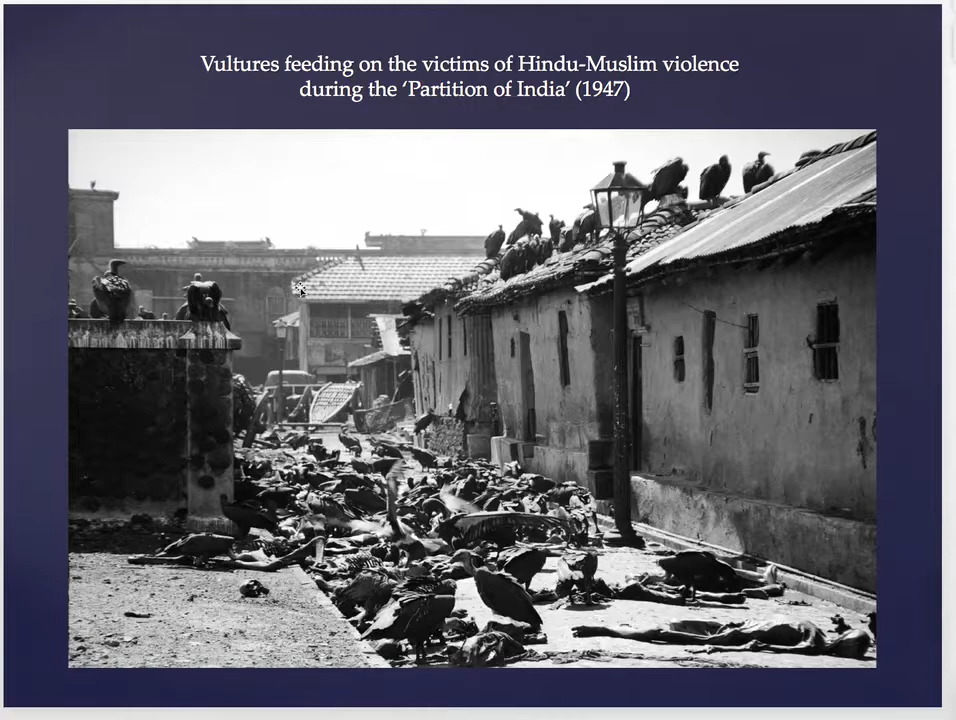 Vultures feeding on the victims of Hindu-Muslim violence
during the ‘Partition of India’ (1947)